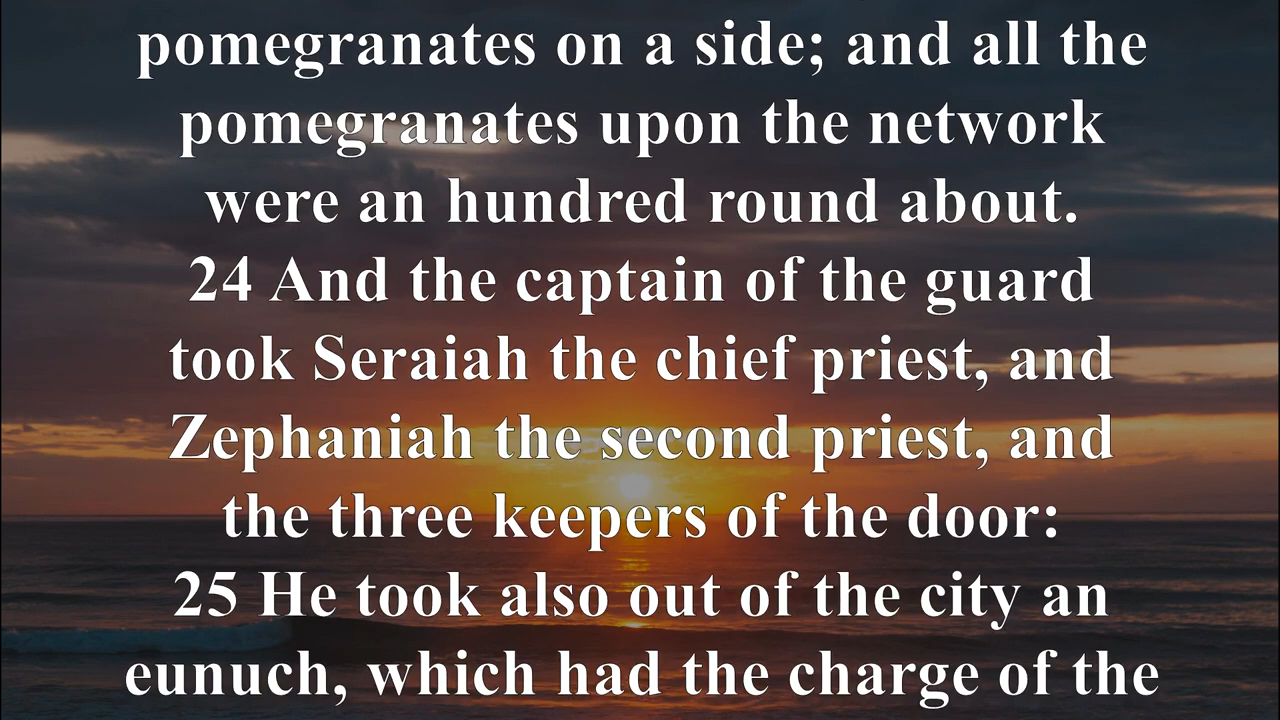 pomegranates on a side; and all the
pomegranates upon the network
were an hundred round about.
24 And the captain of the guard
took Seraiah the chief priest, and
Zephaniah the second priest, and
the three keepers of the door:
25 He took also out of the city an
eunuch, which had the charge of the